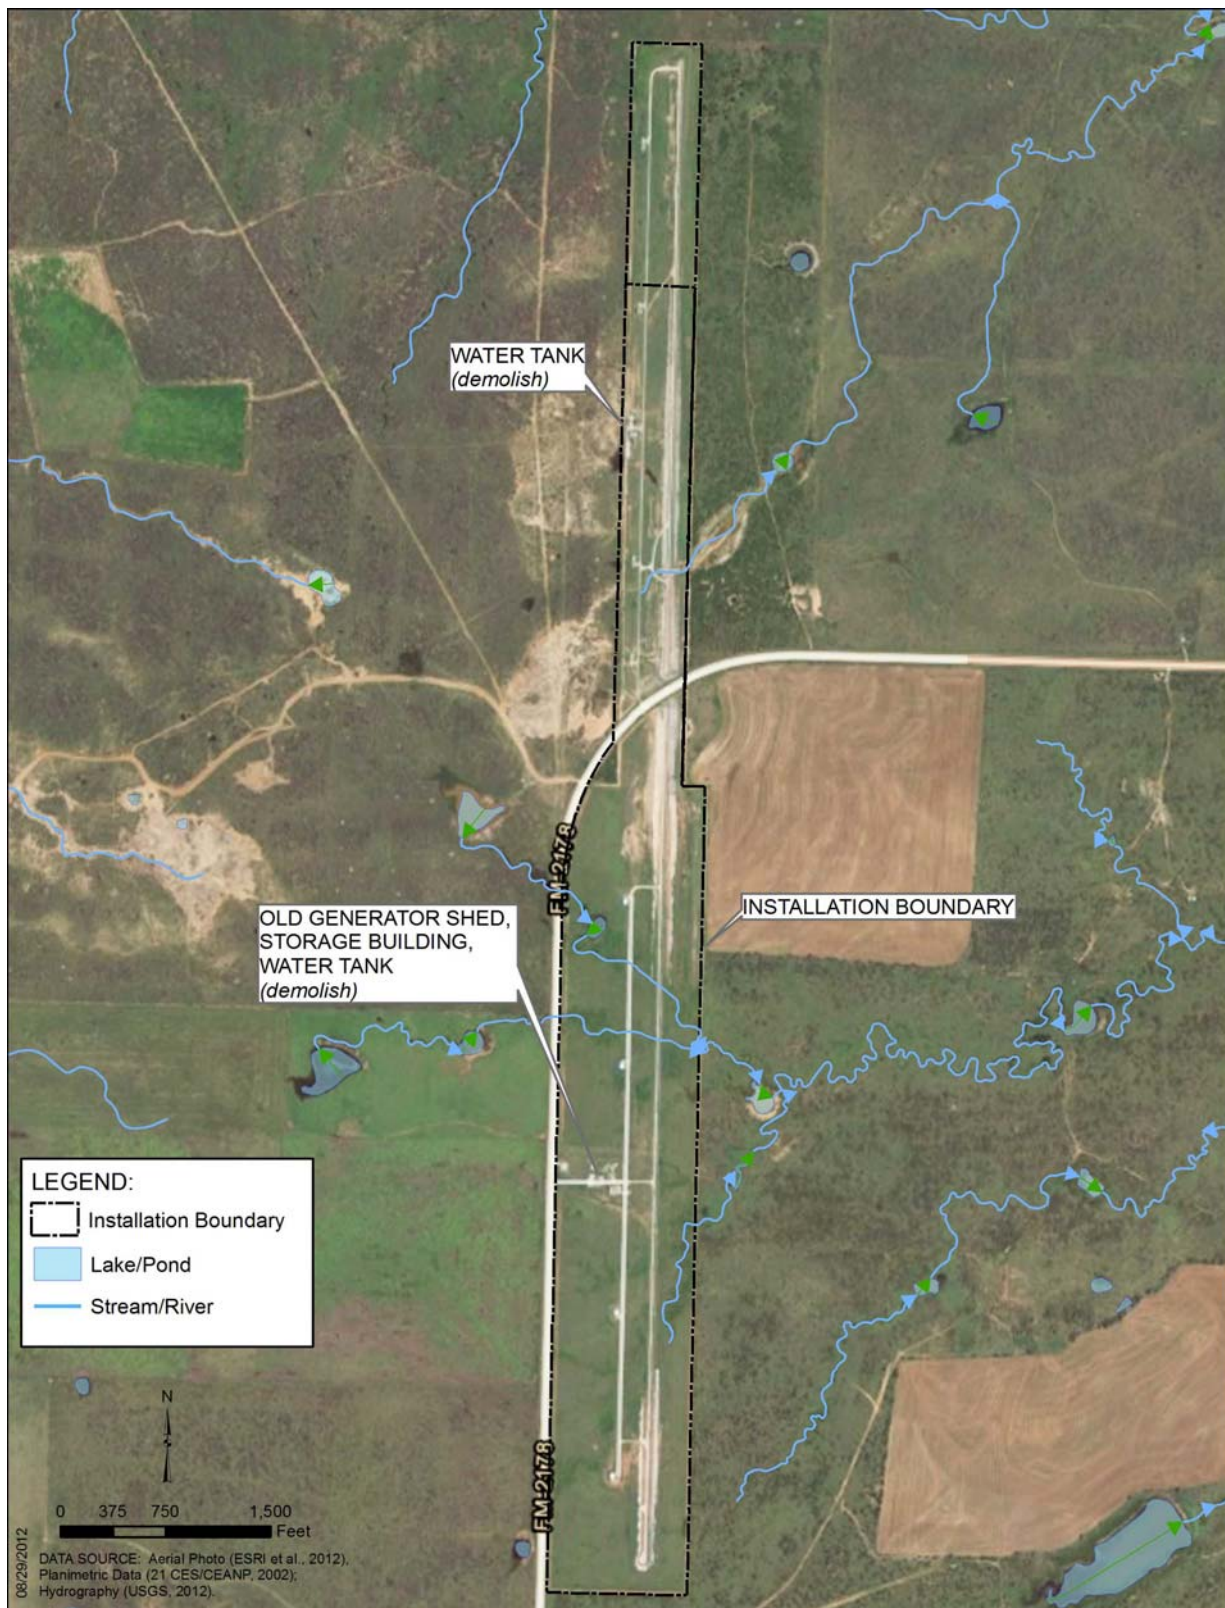 WATER TANK
(demolish)
FM-2178
OLD GENERATOR SHED,
STORAGE BUILDING,
WATER TANK
(demolish)
INSTALLATION BOUNDARY
LEGEND:
Installation Boundary
Lake/Pond
Stream/River
N
0 375 750 1,500
Feet
FM-2178
08/29/2012
DATA SOURCE: Aerial Photo (ESRI et al., 2012),
Planimetric Data (21 CES/CEANP, 2002);
Hydrography (USGS, 2012).